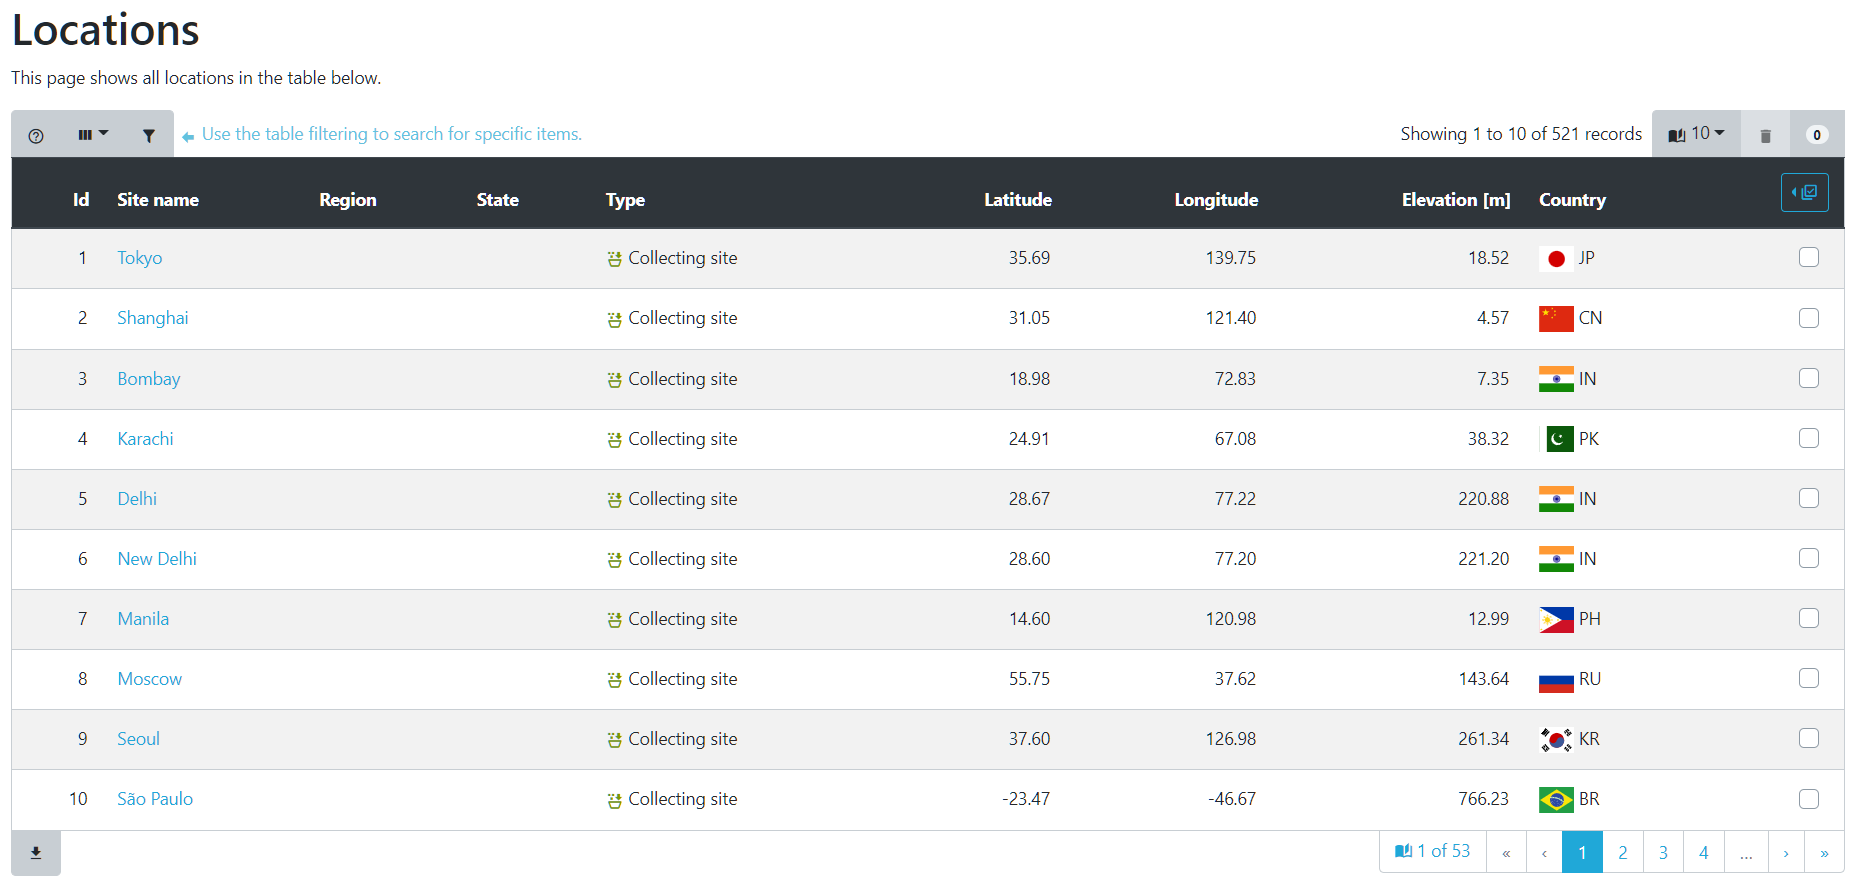 Locations
This page shows all locations in the table below.
Use the table filtering to search for specific items. Showing 1 to 10 of 521 records 10 0
Id Site name Region State Type Latitude Longitude Elevation [m] Country
1 Tokyo Collecting site 35.69 139.75 18.52 JP
2 Shanghai Collecting site 31.05 121.40 4.57 CN
3 Bombay Collecting site 18.98 72.83 7.35 IN
4 Karachi Collecting site 24.91 67.08 38.32 PK
5 Delhi Collecting site 28.67 77.22 220.88 IN
6 New Delhi Collecting site 28.60 77.20 221.20 IN
7 Manila Collecting site 14.60 120.98 12.99 PH
8 Moscow Collecting site 55.75 37.62 143.64 RU
9 Seoul Collecting site 37.60 126.98 261.34 KR
10 São Paulo Collecting site -23.47 -46.67 766.23 BR
1 of 53 « ‹ 1 2 3 4 ... › »